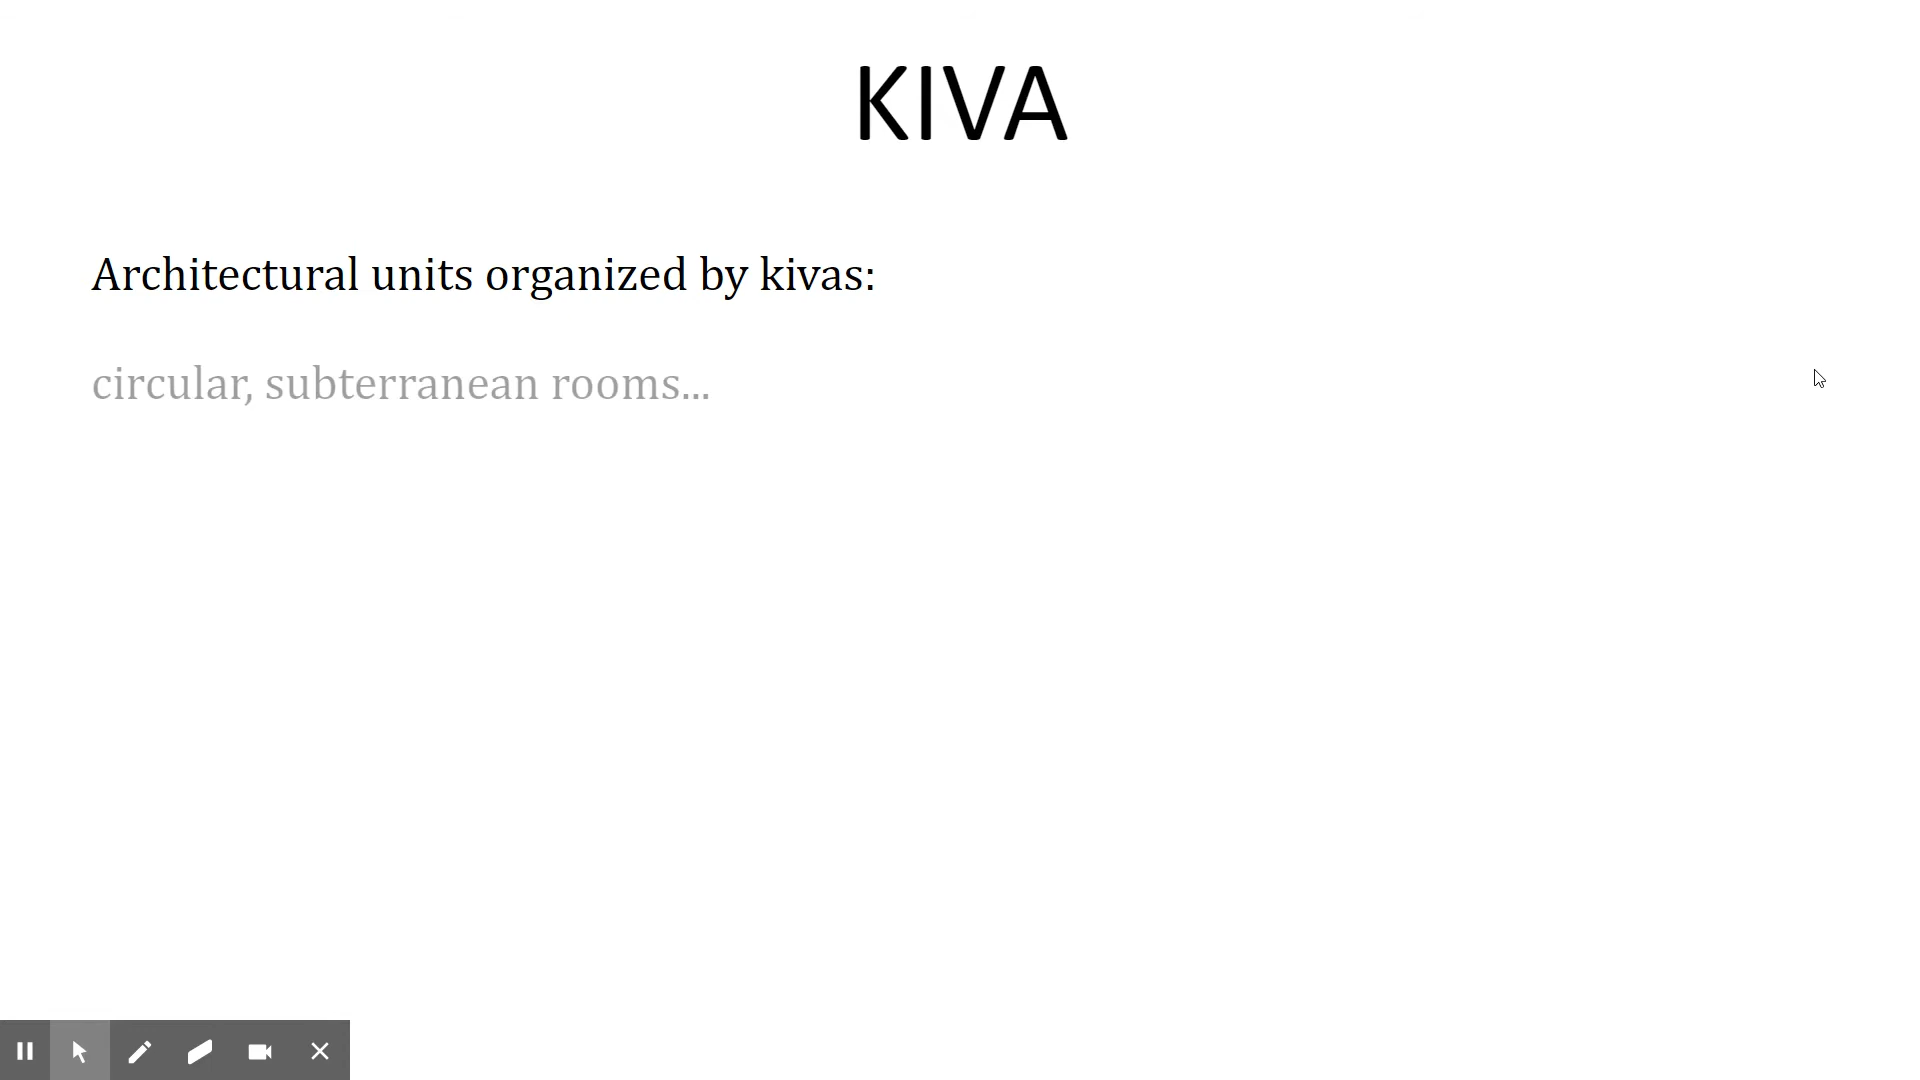 KIVA
Architectural units organized by kivas:
circular, subterranean rooms...